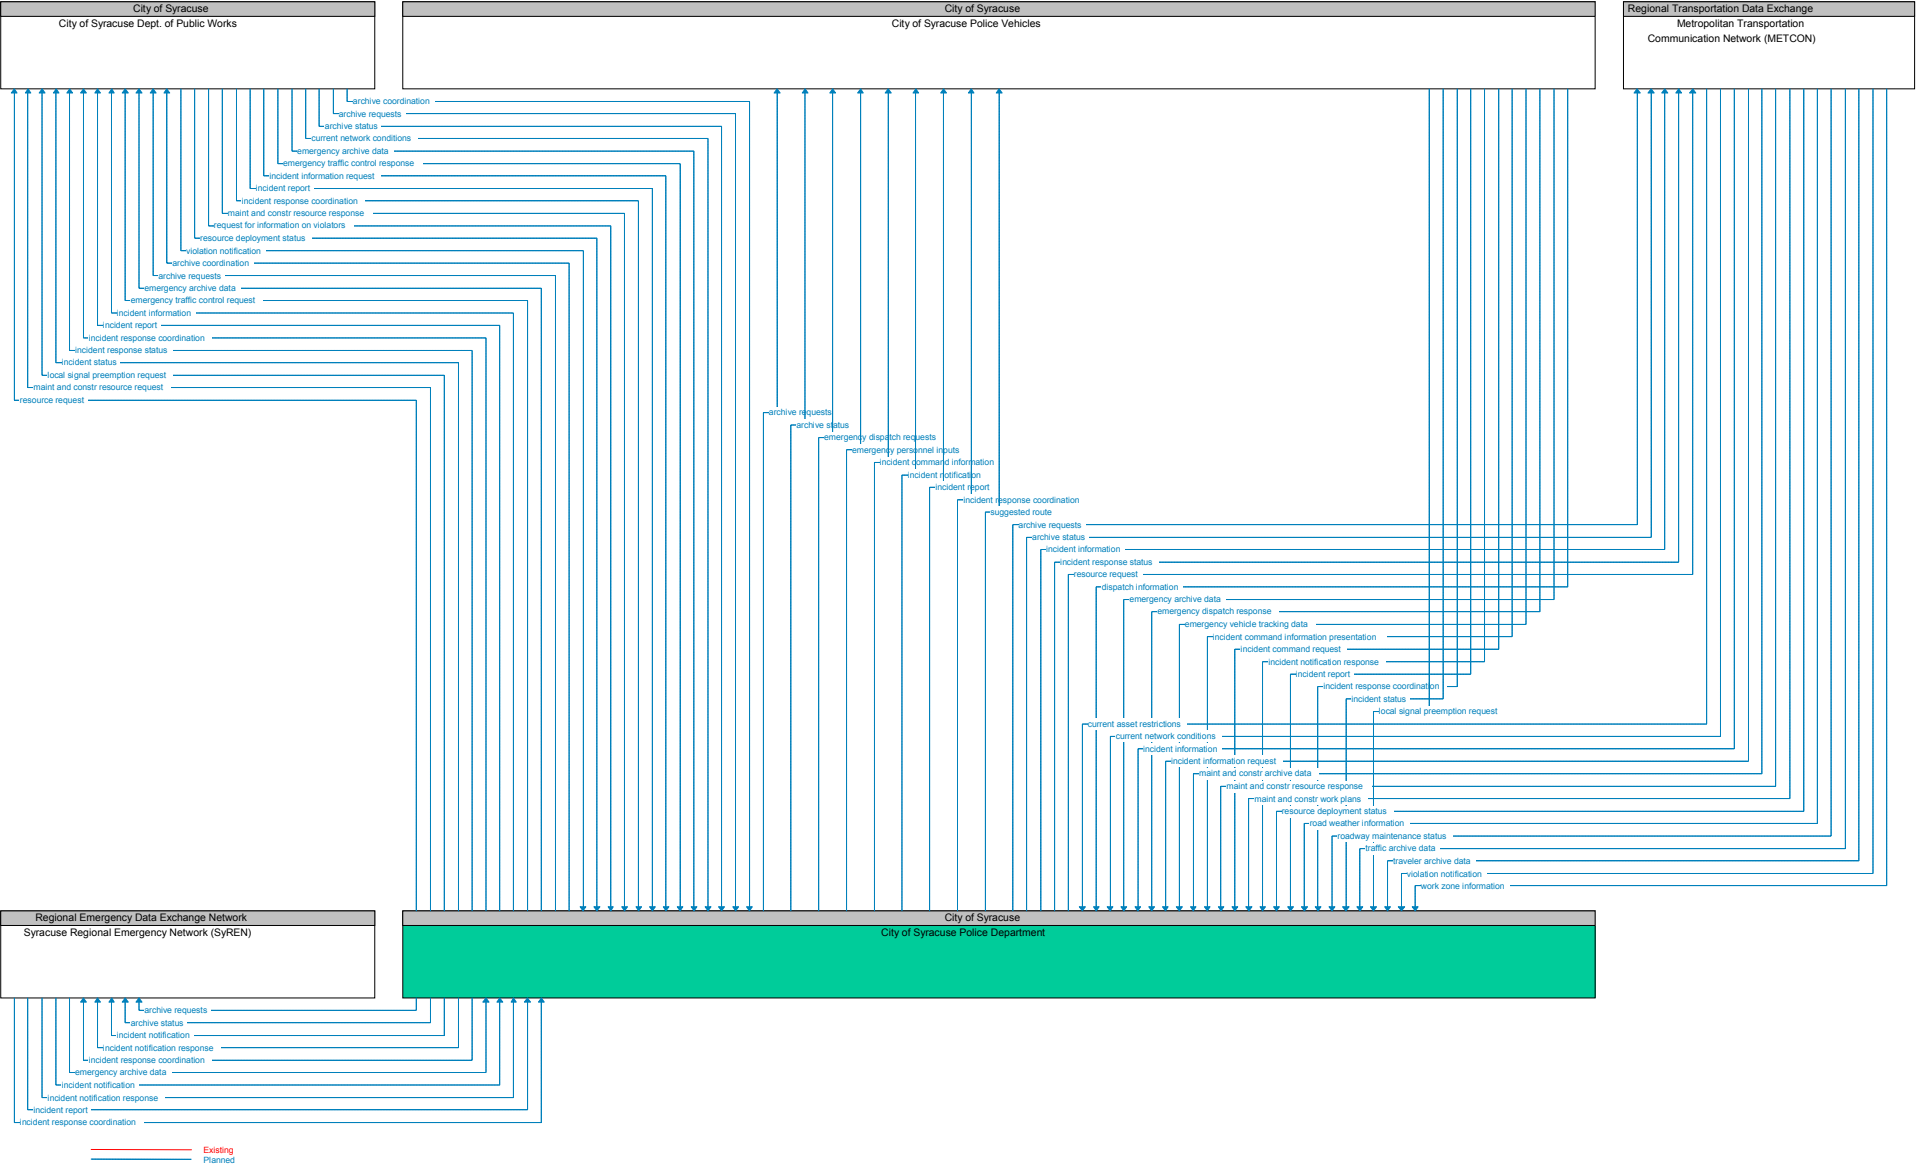 City of Syracuse
City of Syracuse Dept. of Public Works
City of Syracuse
City of Syracuse Police Vehicles
Regional Transportation Data Exchange
Metropolitan Transportation
Communication Network (METCON)
archive coordination
archive requests
archive status
current network conditions
emergency archive data
emergency traffic control response
incident information request
incident report
incident response coordination
maint and constr resource response
request for information on violators
resource deployment status
violation notification
archive coordination
archive requests
emergency archive data
emergency traffic control request
incident information
incident report
incident response coordination
incident response status
incident status
local signal preemption request
maint and constr resource request
resource request
archive requests
archive status
emergency dispatch requests
emergency personnel inputs
incident command information
incident notification
incident report
incident response coordination
suggested route
archive requests
archive status
incident information
incident response status
resource request
dispatch information
emergency archive data
emergency dispatch response
emergency vehicle tracking data
incident command information presentation
incident command request
incident notification response
incident report
incident response coordination
incident status
local signal preemption request
current asset restrictions
current network conditions
incident information
incident information request
maint and constr archive data
maint and constr resource response
maint and constr work plans
resource deployment status
road weather information
roadway maintenance status
traffic archive data
traveler archive data
violation notification
work zone information
Regional Emergency Data Exchange Network
Syracuse Regional Emergency Network (SyREN)
City of Syracuse
City of Syracuse Police Department
archive requests
archive status
incident notification
incident notification response
incident response coordination
emergency archive data
incident notification
incident notification response
incident report
incident response coordination
Existing
Planned